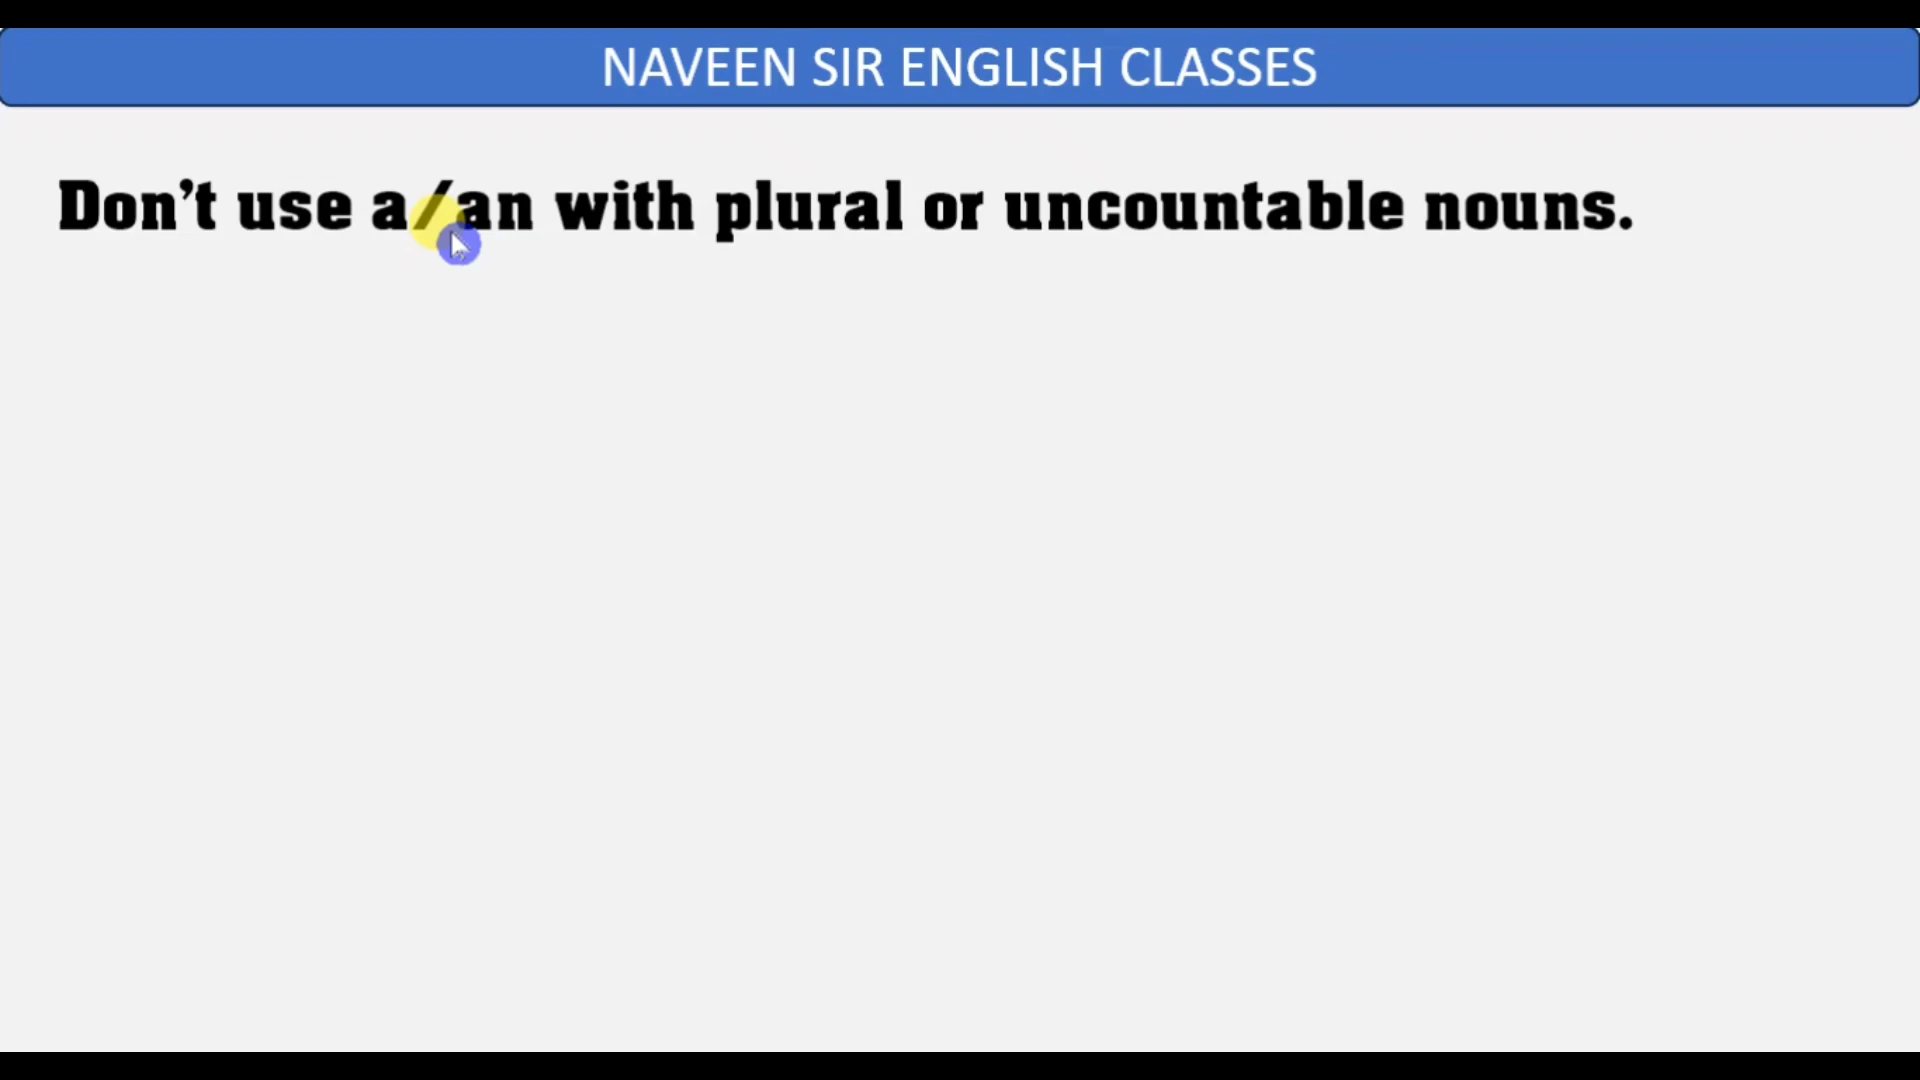 NAVEEN SIR ENGLISH CLASSES
Don’t use a/an with plural or uncountable nouns.